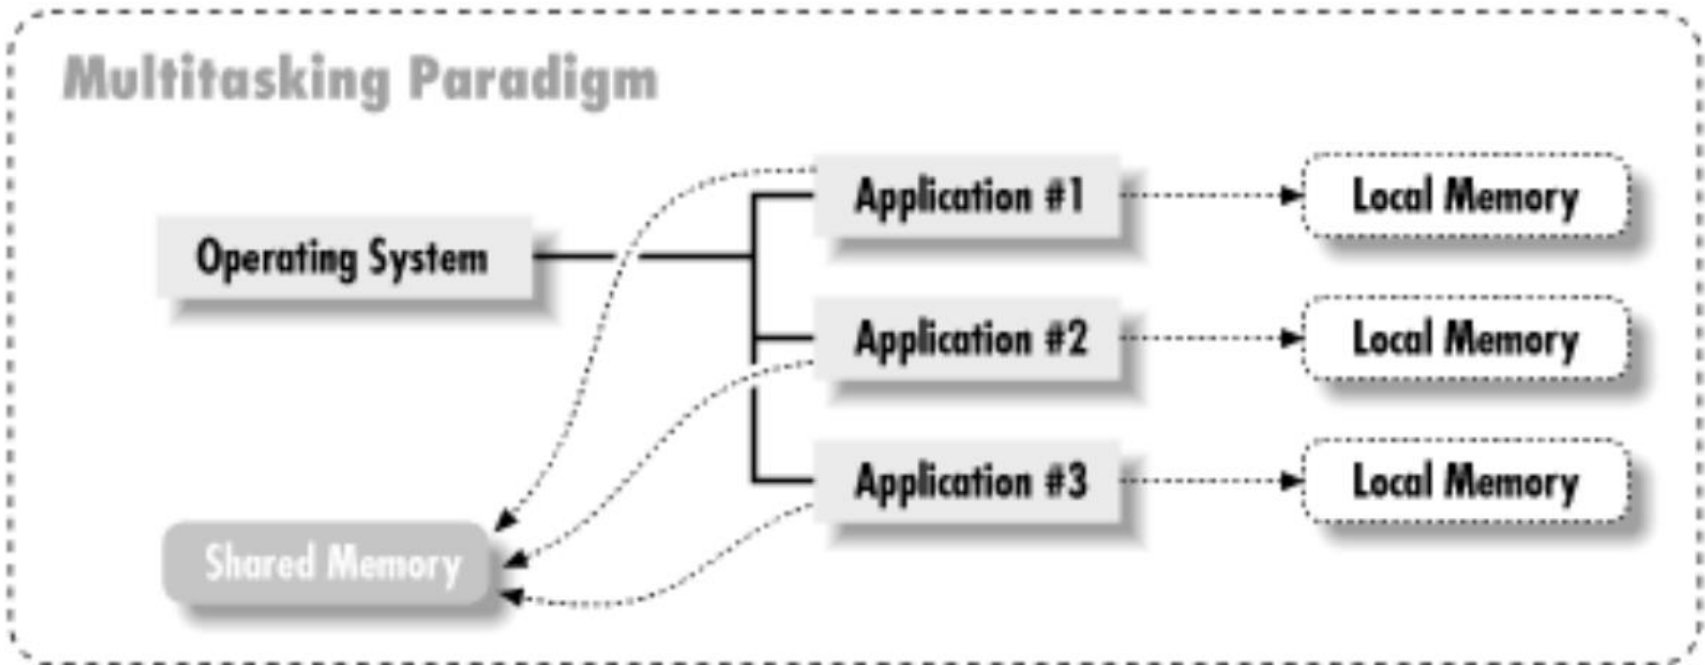 Multitasking Paradigm
Application #1
Local Memory
Operating System
Application #2
Local Memory
Application #3
Local Memory
Shared Memory